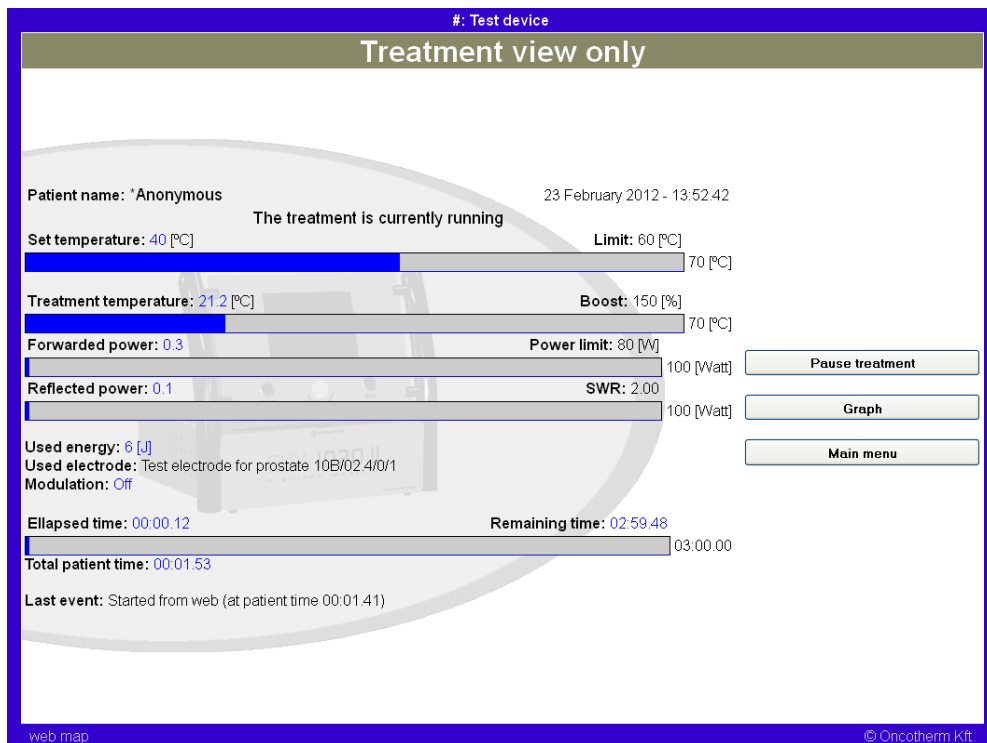 #: Test device
Treatment view only
Patient name: *Anonymous 23 February 2012 - 13:52.42
The treatment is currently running
Set temperature: 40 [ºC] Limit: 60 [ºC]
70 [ºC]
Treatment temperature: 21.2 [ºC] Boost: 150 [%]
70 [ºC]
Forwarded power: 0.3 Power limit: 80 [W]
100 [Watt] Pause treatment
Reflected power: 0.1 SWR: 2.00
100 [Watt] Graph
Used energy: 6 [J]
Main menu
Used electrode: Test electrode for prostate 10B/02.4/0/1
Modulation: Off
Ellapsed time: 00:00.12 Remaining time: 02:59.48
03:00.00
Total patient time: 00:01.53
Last event: Started from web (at patient time 00:01.41)
web map © Oncotherm Kft.